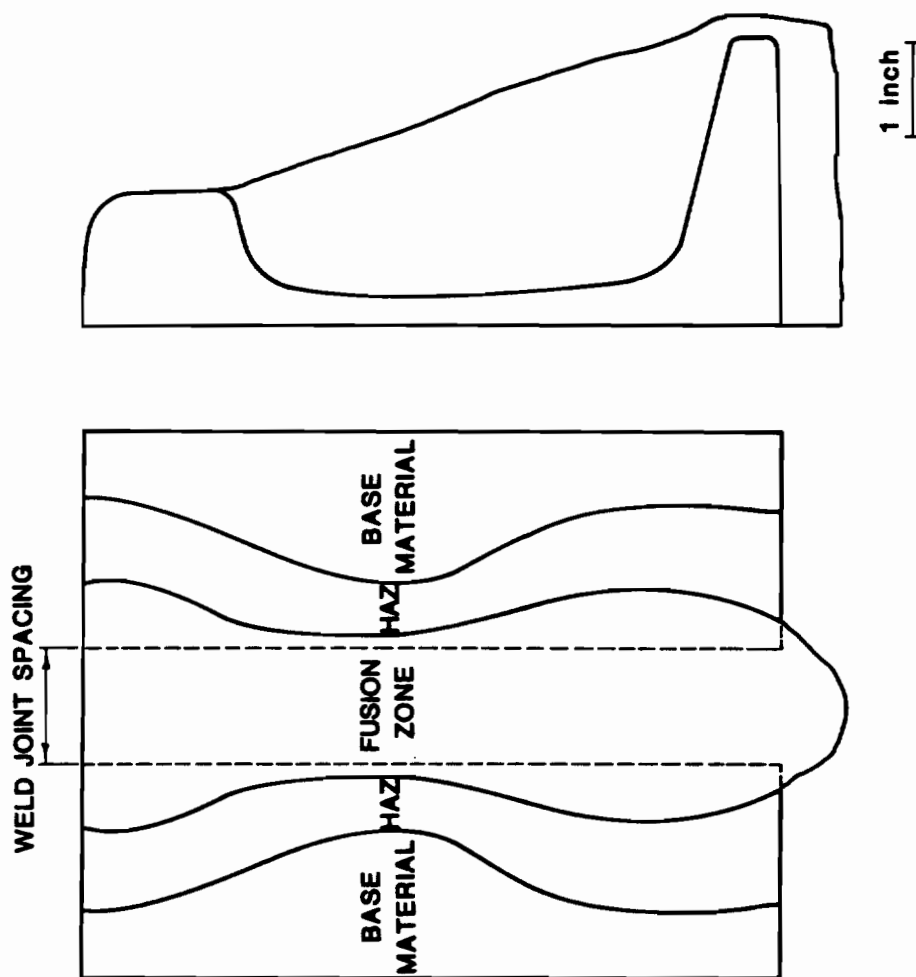 1 inch
WELD JOINT SPACING
BASE
MATERIAL
HAZ
FUSION
ZONE
HAZ
BASE
MATERIAL